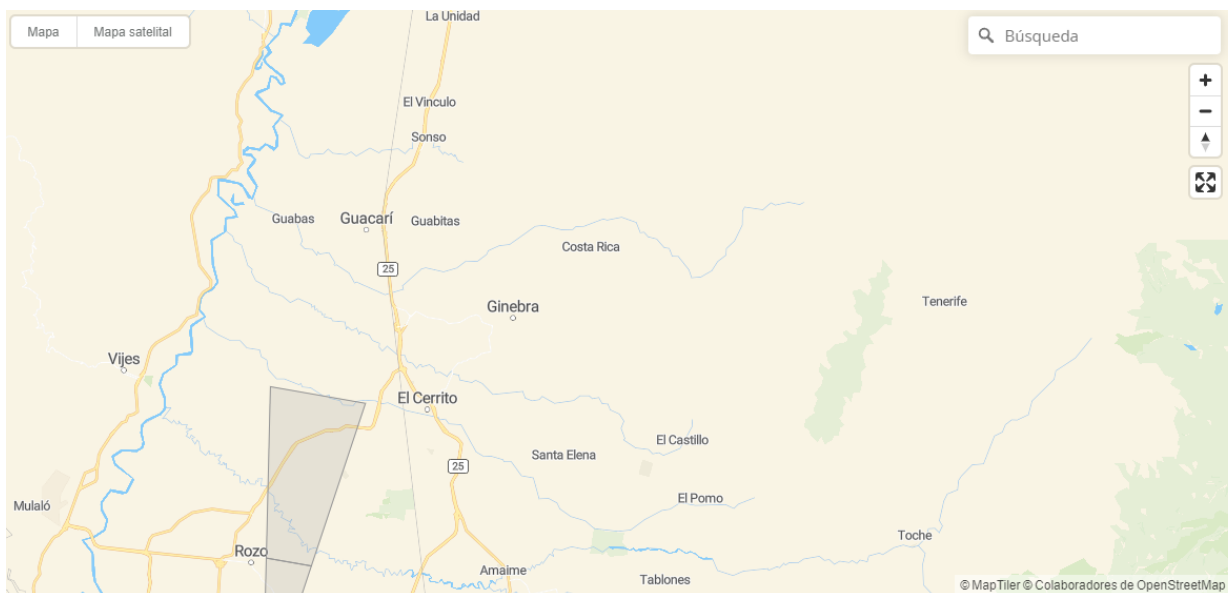 La Unidad
Mapa
Mapa satelital
Búsqueda
El Vinculo
Sonso
Guabas
Guacarí
Guabitas
Costa Rica
25
Tenerife
Ginebra
Vijes
El Cerrito
El Castillo
Santa Elena
25
El Pomo
Mulaló
Toche
Rozo
Amaime
Tablones
© MapTiler © Colaboradores de OpenStreetMap